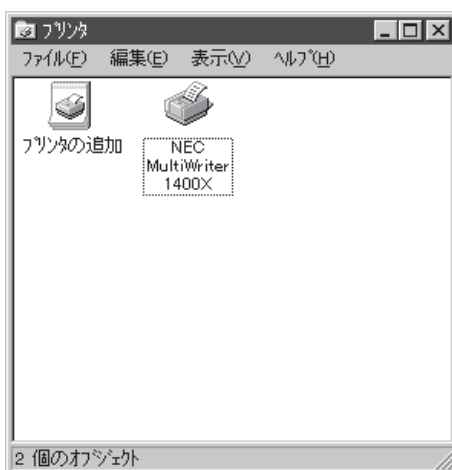 プリンタ
ファイル(F) 編集(E) 表示(V) ヘルプ(H)
プリンタの追加
NEC
MultiWriter
1400X
2 個のオブジェクト